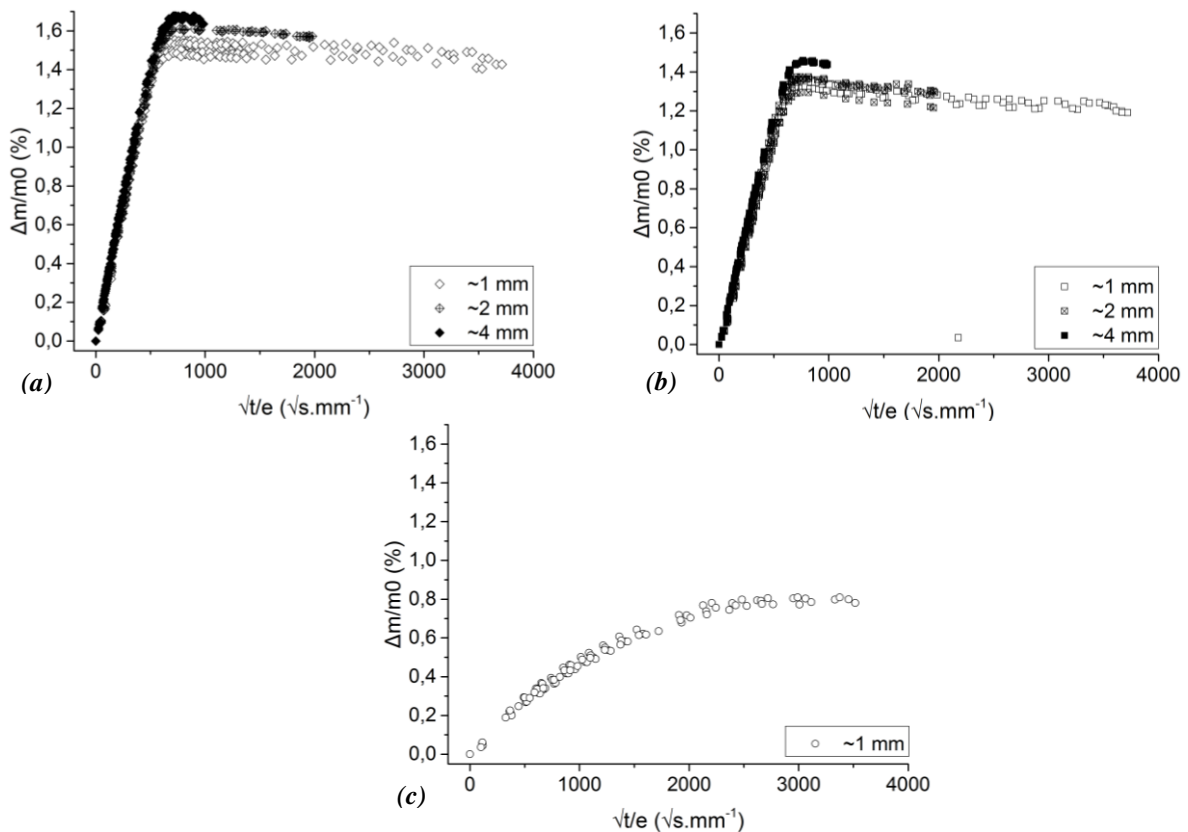 1,6
1,4
1,2
1,0
0,8
0,6
0,4
0,2
0,0
Δm/m0 (%)
◇ ~1 mm
~2 mm
◆ ~4 mm
0 1000 2000 3000 4000
√t/e (√s.mm⁻¹)
(a)
1,6
1,4
1,2
1,0
0,8
0,6
0,4
0,2
0,0
Δm/m0 (%)
□ ~1 mm
~2 mm
■ ~4 mm
0 1000 2000 3000 4000
√t/e (√s.mm⁻¹)
(b)
1,6
1,4
1,2
1,0
0,8
0,6
0,4
0,2
0,0
Δm/m0 (%)
○ ~1 mm
0 1000 2000 3000 4000
√t/e (√s.mm⁻¹)
(c)